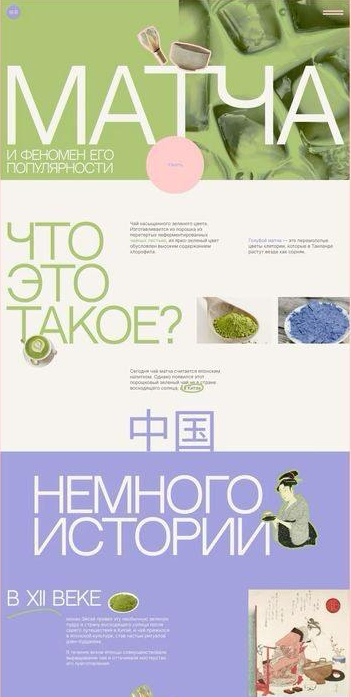 МАТЧА
И ФЕНОМЕН ЕГО
ПОПУЛЯРНОСТИ
ЧТО
ЭТО
ТАКОЕ?
Чай насыщенного зеленого цвета.
Изготавливается из порошка из
перетертых неферментированных
чайных листьев, их ярко-зеленый цвет
обусловлен высоким содержанием
хлорофилла.
Голубой матча — это перемолотые
цветы клитории, которые в Таиланде
растут везде как сорняк.
Сегодня чай матча считается японским
напитком. Однако появился этот
порошковый зеленый чай не в стране
восходящего солнца, а в Китае.
中国
НЕМНОГО
ИСТОРИИ
В XII ВЕКЕ